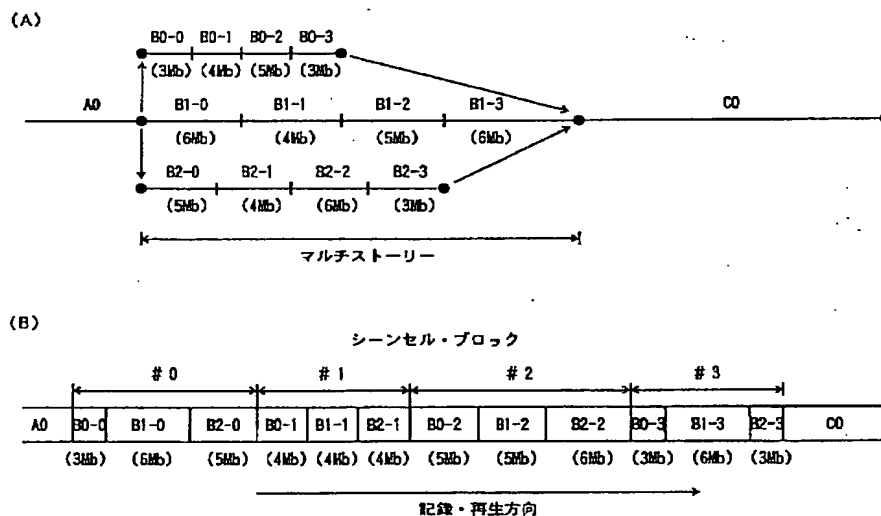 (A)
B0-0 B0-1 B0-2 B0-3
(3Mb) (4Mb) (5Mb) (3Mb)
A0 B1-0 B1-1 B1-2 B1-3 C0
(6Mb) (4Mb) (5Mb) (6Mb)
B2-0 B2-1 B2-2 B2-3
(5Mb) (4Mb) (6Mb) (3Mb)
マルチストーリー
(B)
シーンセル・ブロック
#0 #1 #2 #3
A0 B0-0 B1-0 B2-0 B0-1 B1-1 B2-1 B0-2 B1-2 B2-2 B0-3 B1-3 B2-3 C0
(3Mb) (6Mb) (5Mb) (4Mb) (4Mb) (4Mb) (5Mb) (5Mb) (6Mb) (3Mb) (6Mb) (3Mb)
記録・再生方向